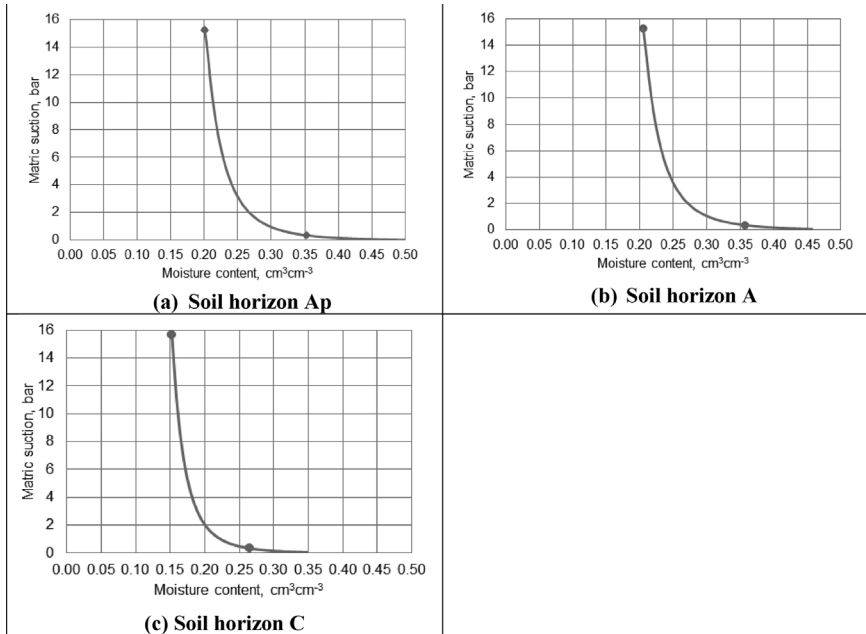 16
14
12
10
8
6
4
2
0
Matric suction, bar
0.00 0.05 0.10 0.15 0.20 0.25 0.30 0.35 0.40 0.45 0.50
Moisture content, cm³cm⁻³
(a) Soil horizon Ap
16
14
12
10
8
6
4
2
0
Matric suction, bar
0.00 0.05 0.10 0.15 0.20 0.25 0.30 0.35 0.40 0.45 0.50
Moisture content, cm³cm⁻³
(b) Soil horizon A
16
14
12
10
8
6
4
2
0
Matric suction, bar
0.00 0.05 0.10 0.15 0.20 0.25 0.30 0.35 0.40 0.45 0.50
Moisture content, cm³cm⁻³
(c) Soil horizon C